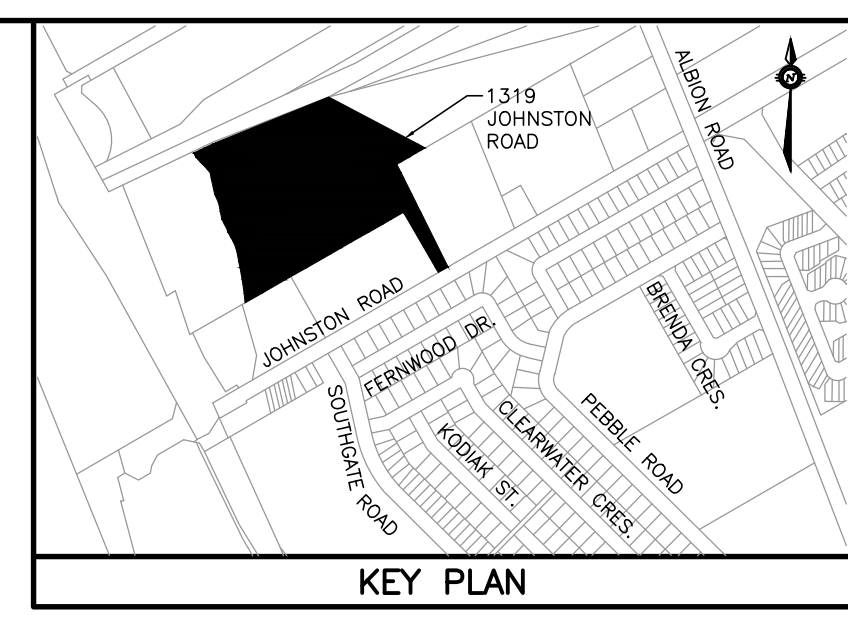 1319
JOHNSTON
ROAD
ALBION ROAD
N
JOHNSTON ROAD
FERNWOOD DR.
BRENDA CRES.
SOUTHGATE ROAD
KODIAK ST.
CLEARWATER CRES.
PEBBLE ROAD
KEY PLAN